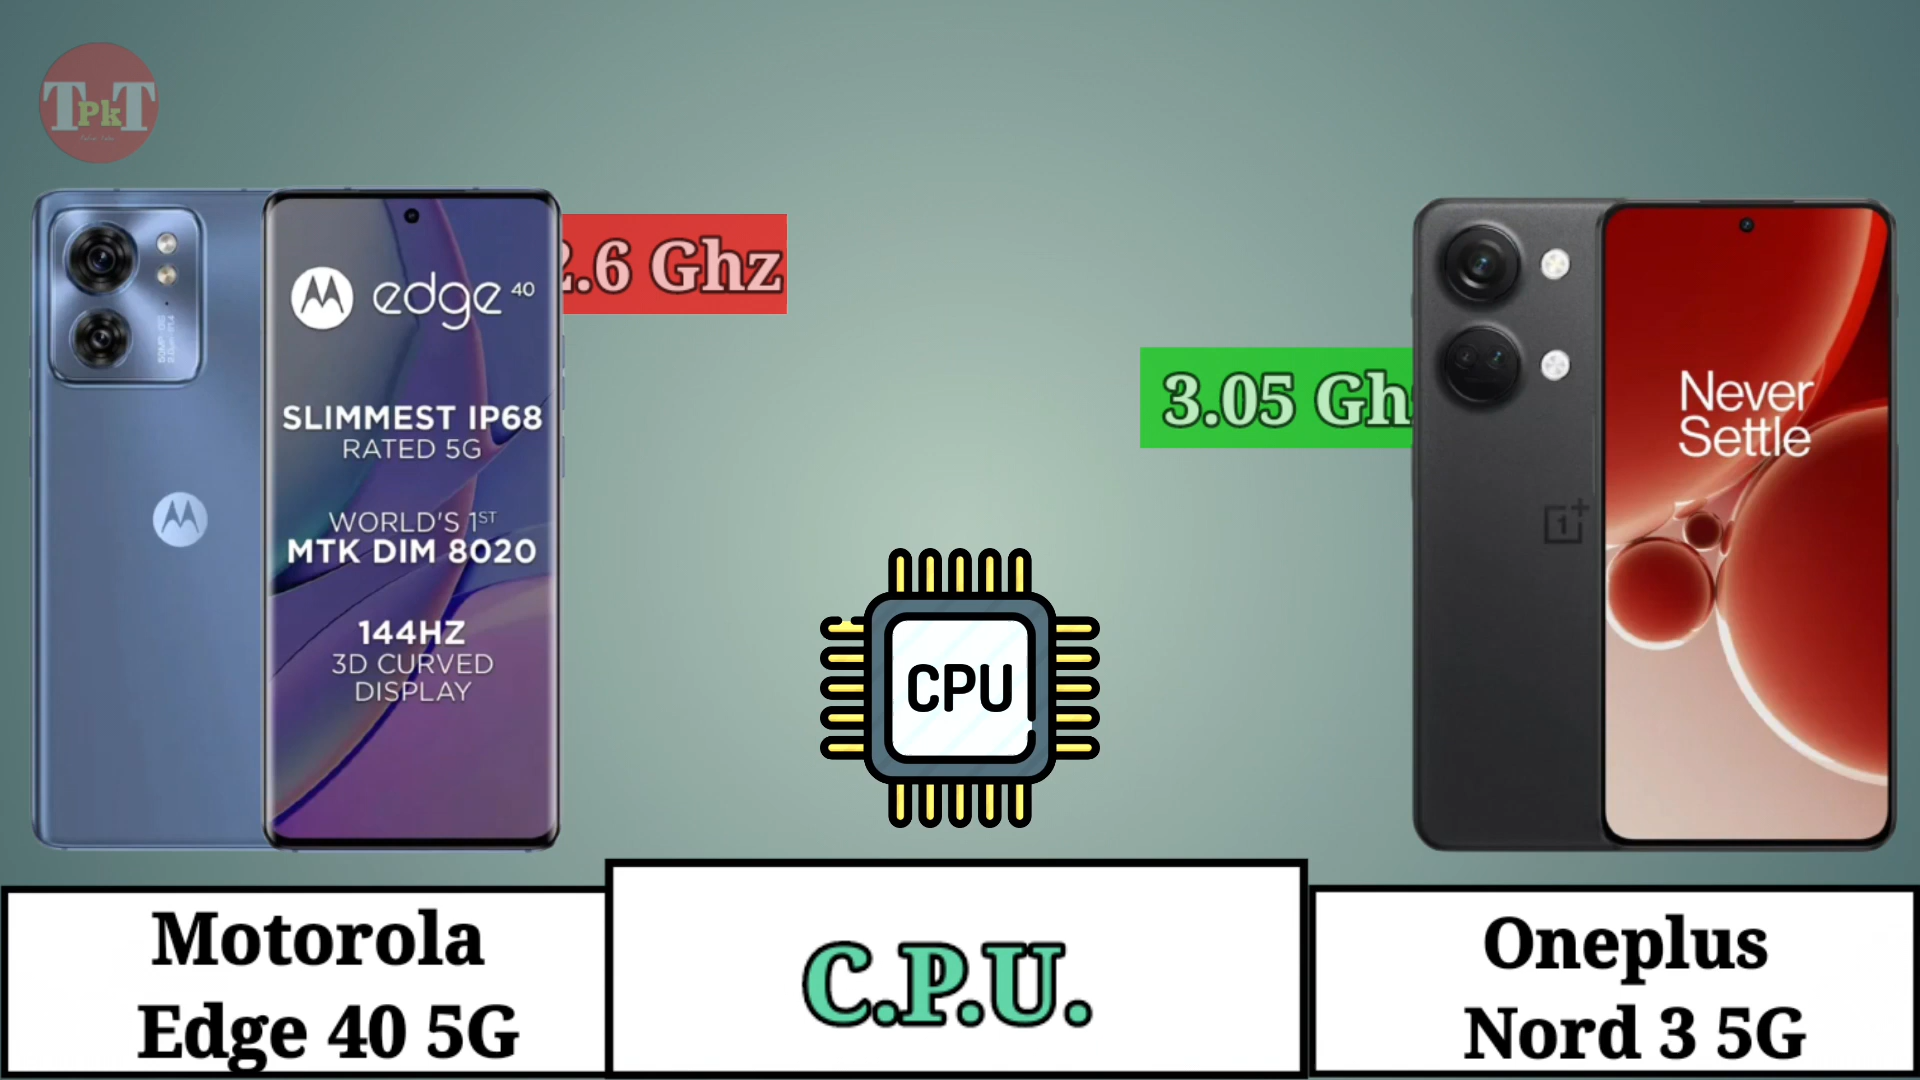 TPkT
2.6 Ghz
edge 40
SLIMMEST IP68
RATED 5G
WORLD'S 1ST
MTK DIM 8020
144HZ
3D CURVED
DISPLAY
3.05 Gh
Never
Settle
CPU
Motorola
Edge 40 5G
C.P.U.
Oneplus
Nord 3 5G